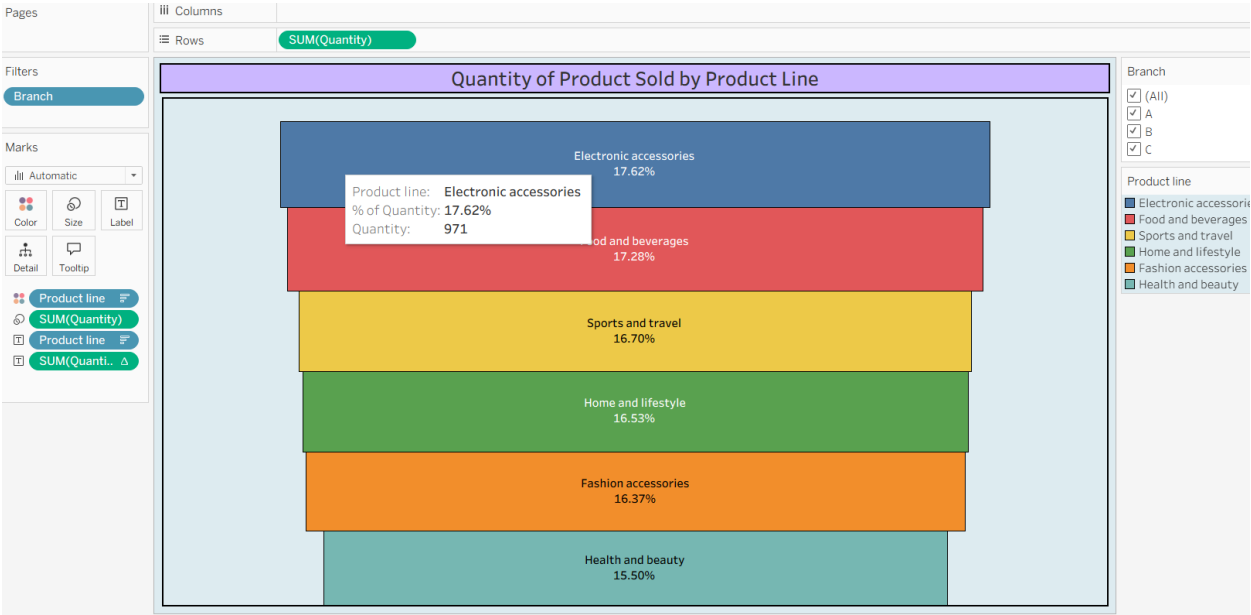 Pages
Columns
Rows
SUM(Quantity)
Filters
Branch
Marks
Automatic
Color
Size
Label
Detail
Tooltip
Product line
SUM(Quantity)
Product line
SUM(Quanti.. Δ
Quantity of Product Sold by Product Line
Electronic accessories
17.62%
Product line: Electronic accessories
% of Quantity: 17.62%
Quantity: 971
ood and beverages
17.28%
Sports and travel
16.70%
Home and lifestyle
16.53%
Fashion accessories
16.37%
Health and beauty
15.50%
Branch
(All)
A
B
C
Product line
Electronic accessorie
Food and beverages
Sports and travel
Home and lifestyle
Fashion accessories
Health and beauty